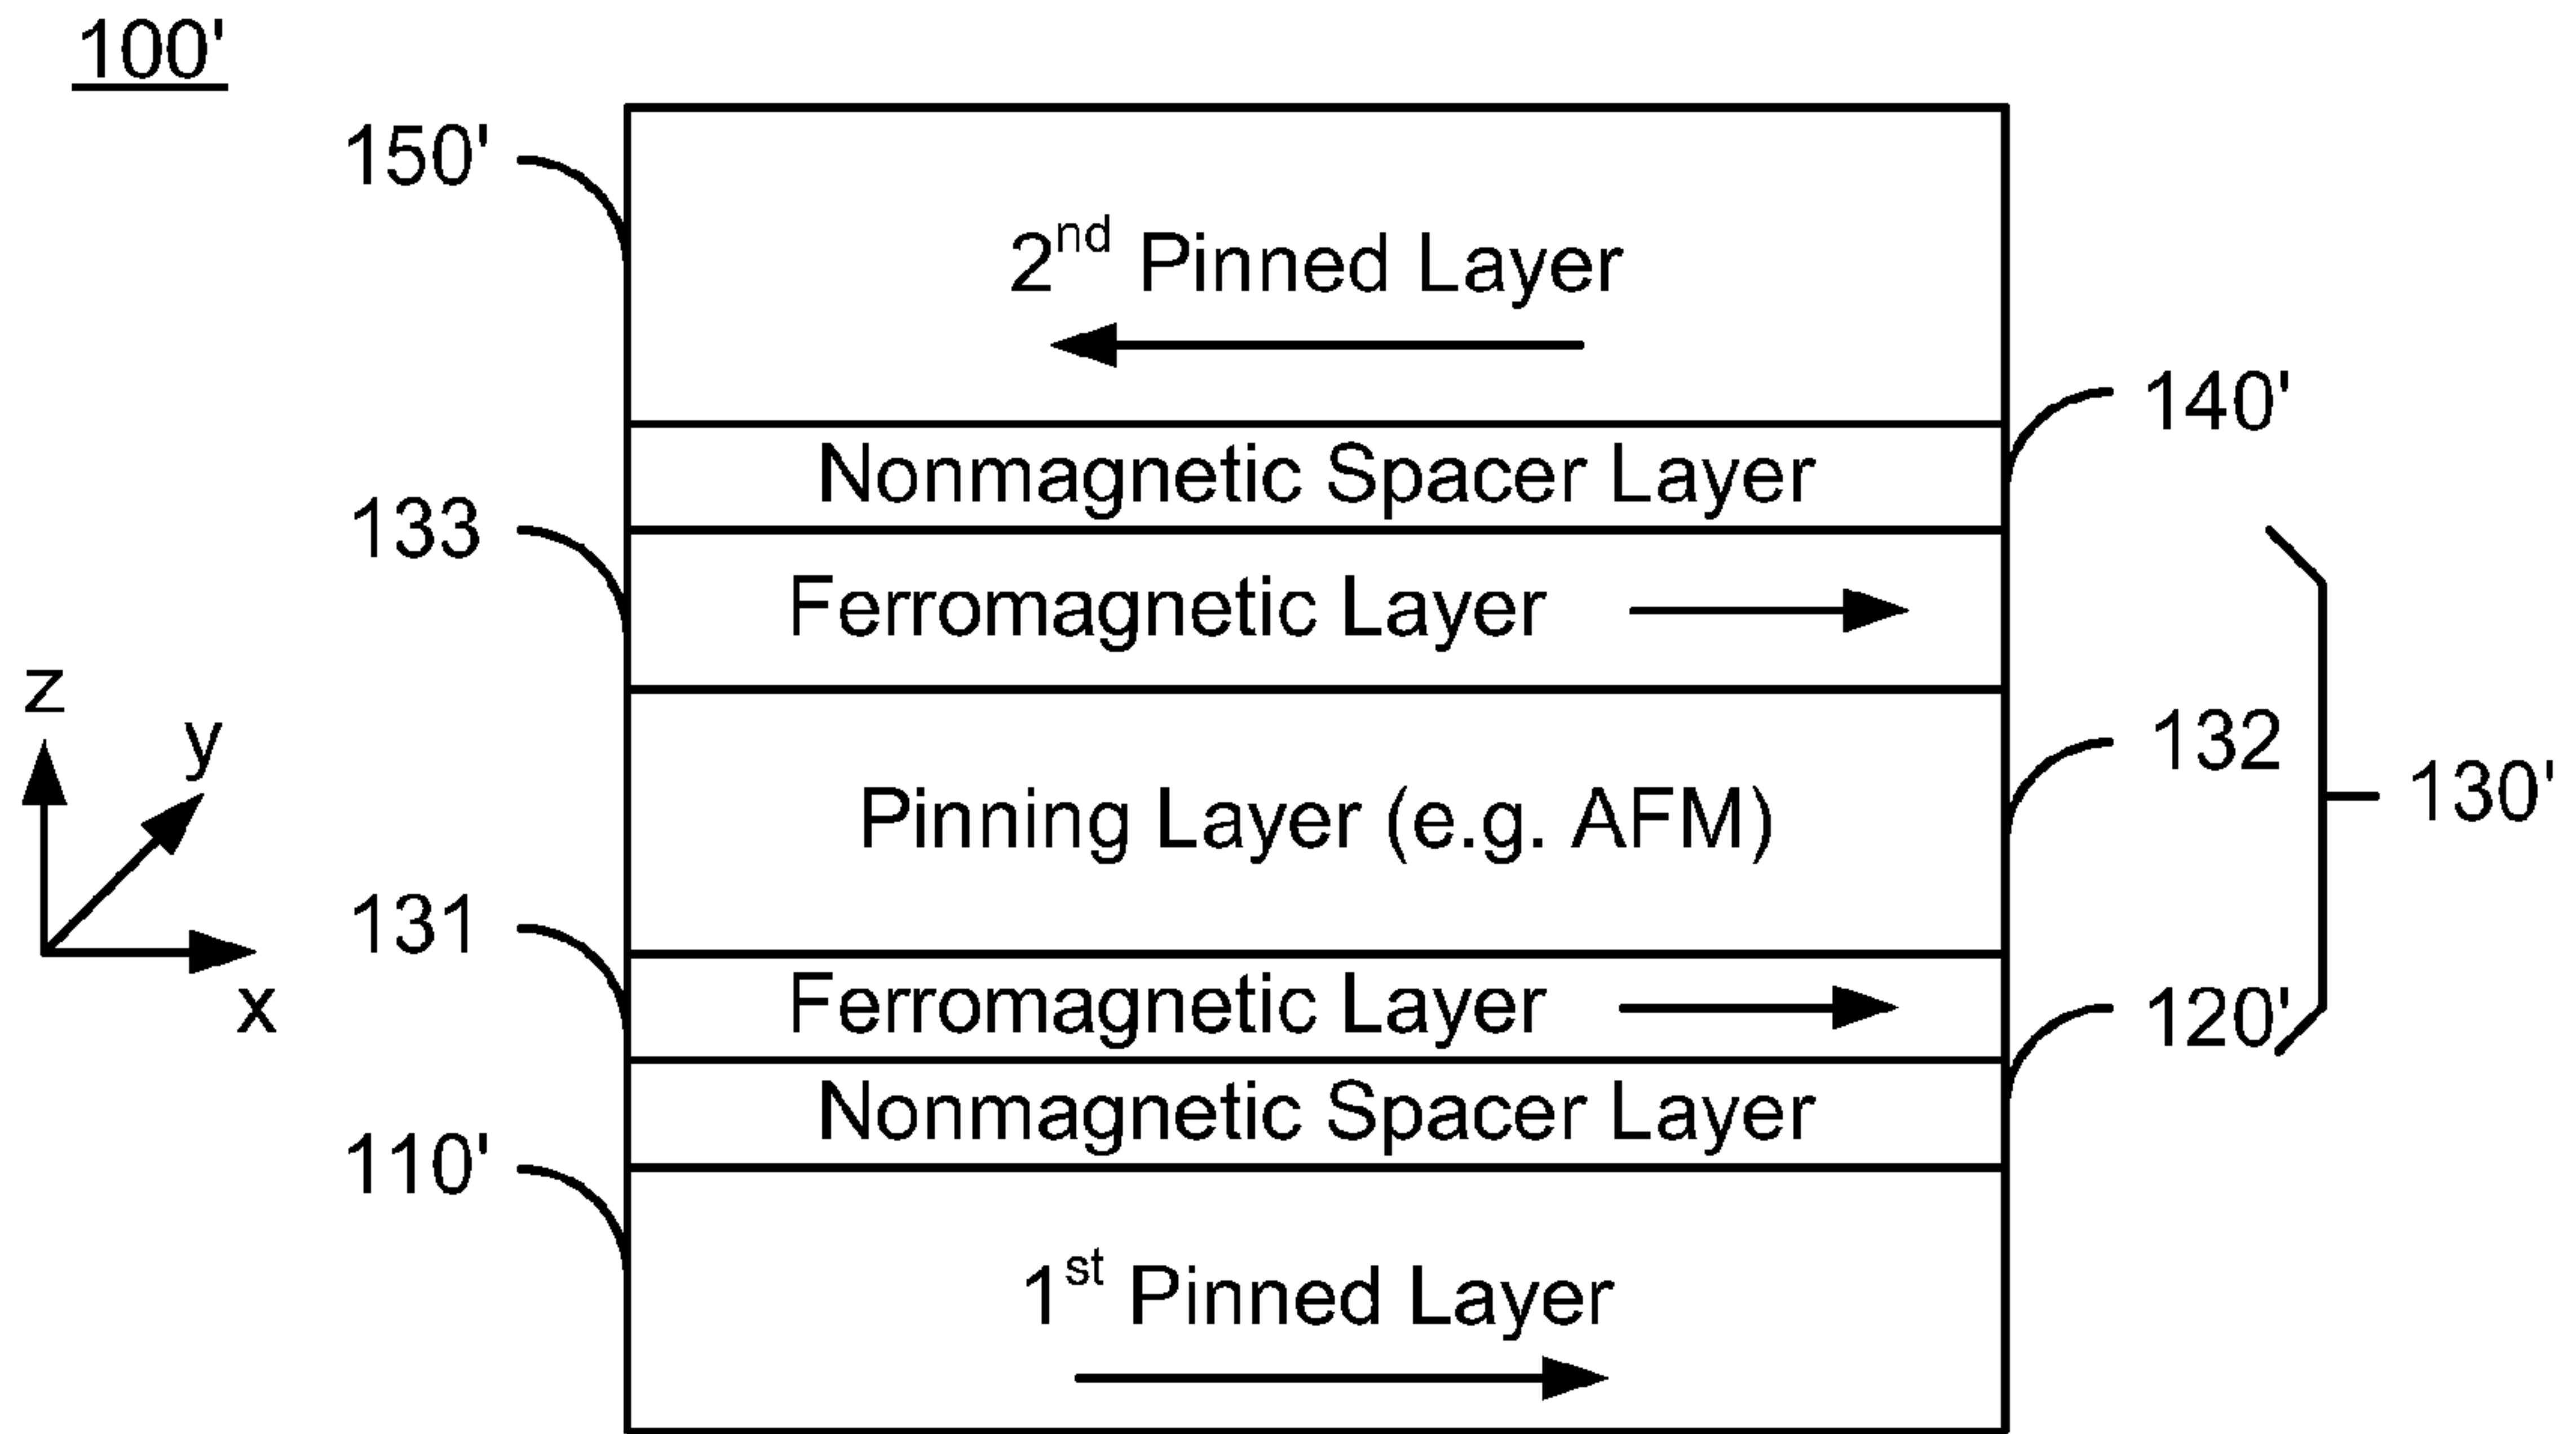 100'
150'
2nd Pinned Layer
140'
Nonmagnetic Spacer Layer
133
Ferromagnetic Layer
z
y
x
132
130'
Pinning Layer (e.g. AFM)
131
Ferromagnetic Layer
120'
Nonmagnetic Spacer Layer
110'
1st Pinned Layer